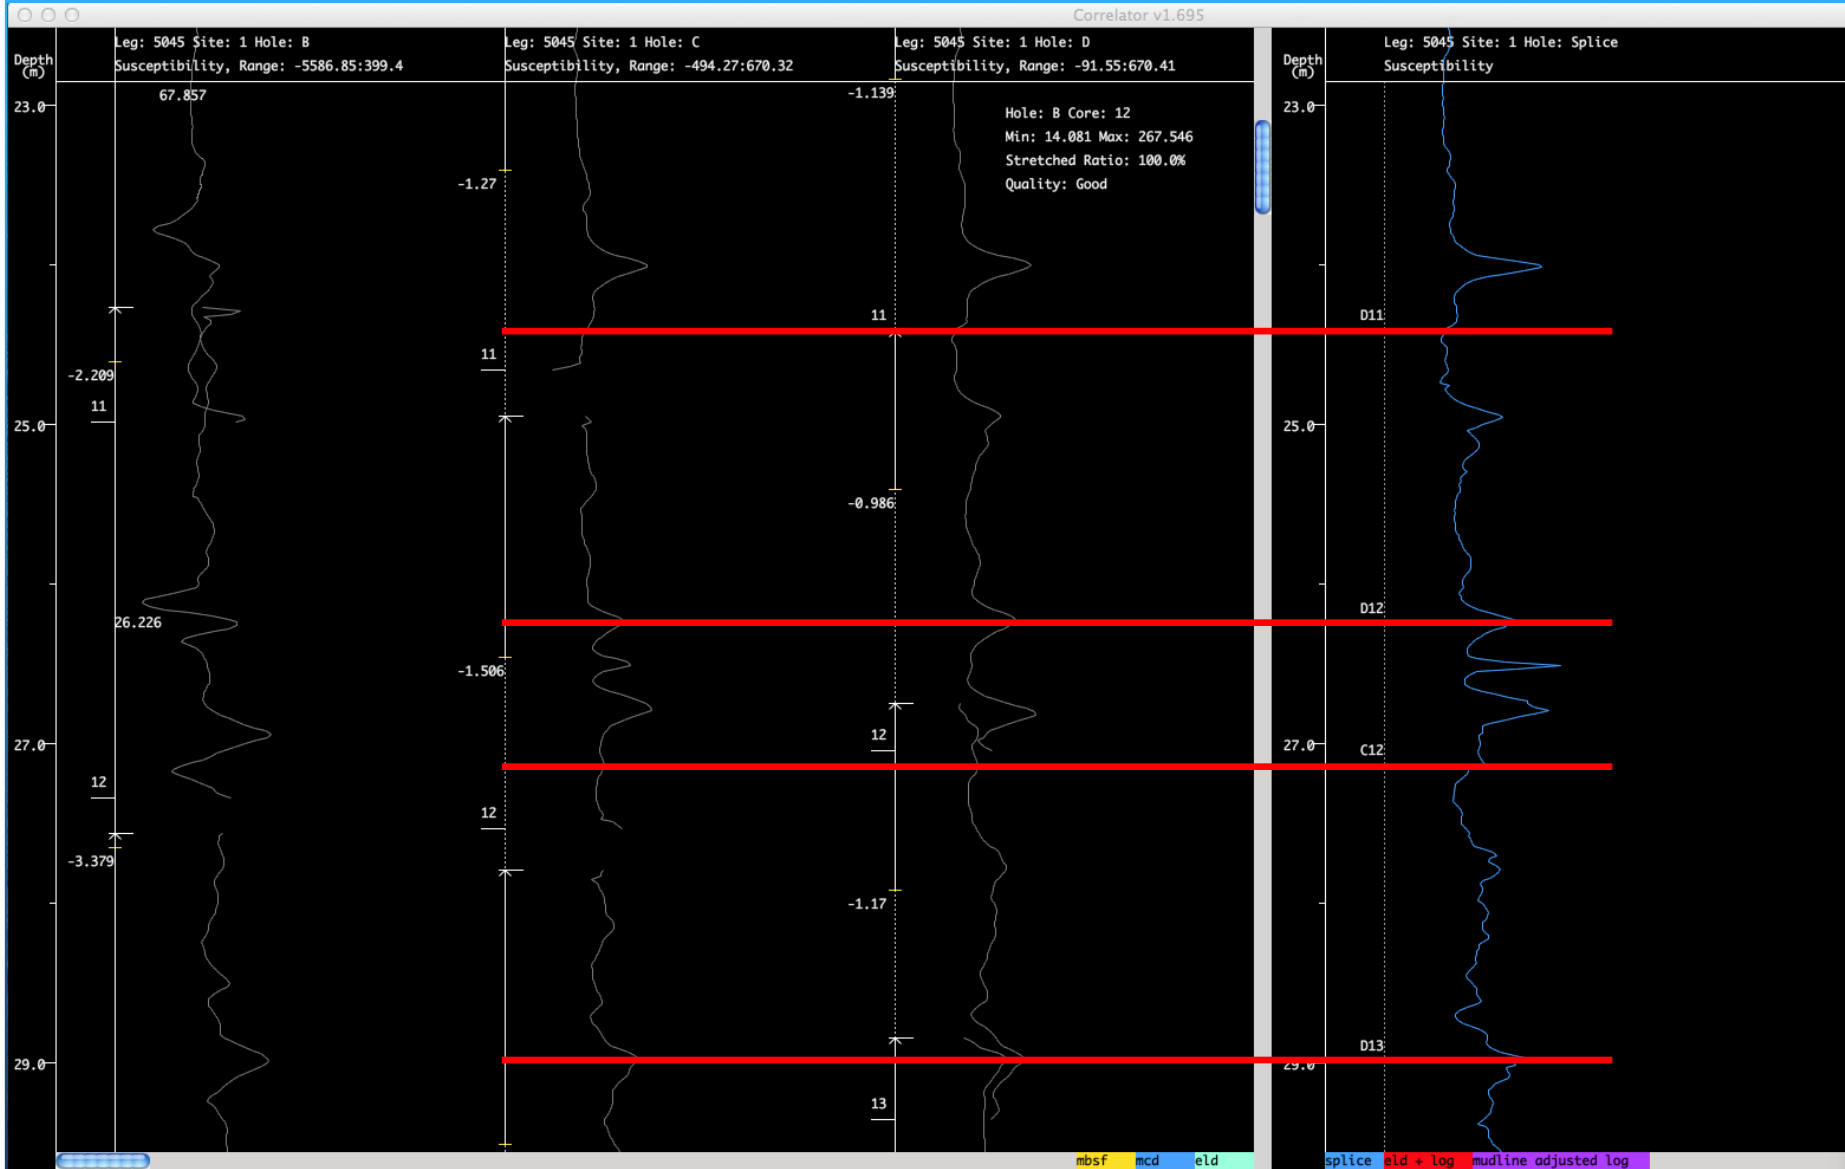 Correlator v1.695
Leg: 5045 Site: 1 Hole: B
Leg: 5045 Site: 1 Hole: C
Leg: 5045 Site: 1 Hole: D
Leg: 5045 Site: 1 Hole: Splice
Depth
(m)
Susceptibility, Range: -5586.85:399.4
Susceptibility, Range: -494.27:670.32
Susceptibility, Range: -91.55:670.41
Depth
(m)
Susceptibility
67.857
-1.139
23.0
23.0
Hole: B Core: 12
Min: 14.081 Max: 267.546
Stretched Ratio: 100.0%
Quality: Good
-1.27
11
D11
11
-2.209
11
25.0
25.0
-0.986
D12
26.226
-1.506
12
27.0
27.0
C12
12
12
-3.379
-1.17
D13
29.0
29.0
13
mbsf
mcd
eld
splice
eld + log
mudline adjusted log